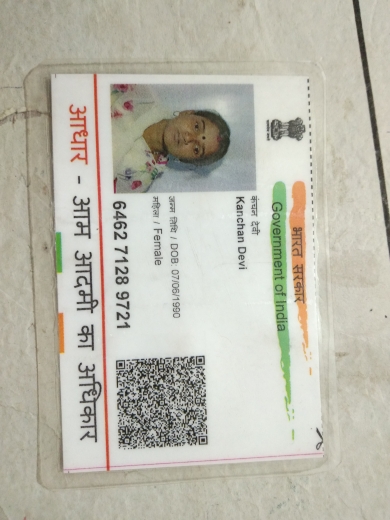 भारत सरकार
Government of India
कंचन देवी
Kanchan Devi
जन्म तिथि / DOB: 07/06/1990
महिला / Female
6462 7128 9721
आधार - आम आदमी का अधिकार